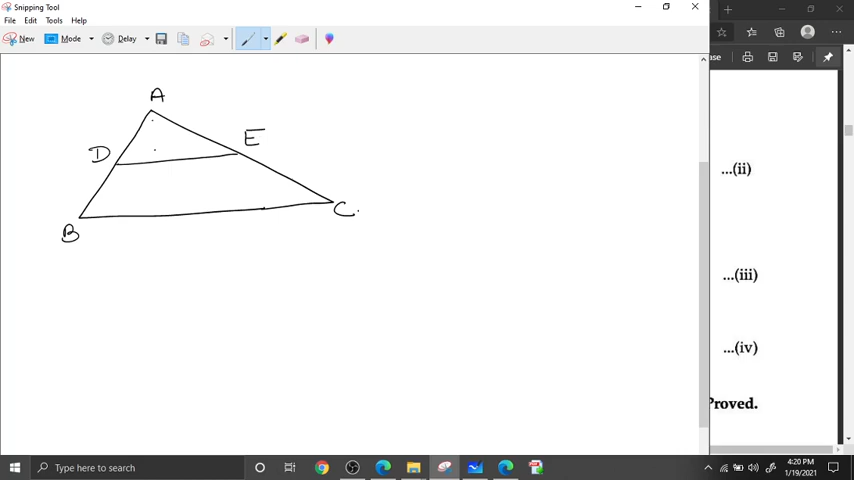 Snipping Tool
File Edit Tools Help
New Mode Delay
ase
A
D
E
B
C.
...(ii)
...(iii)
...(iv)
Proved.
Type here to search
4:20 PM
1/19/2021